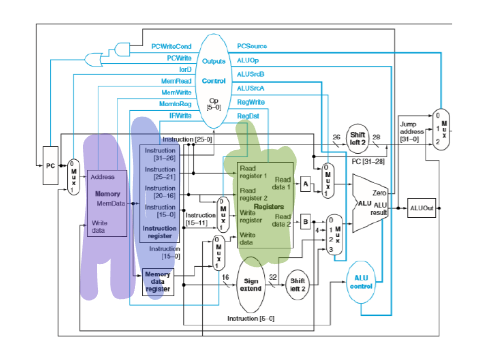 PCWriteCond
PCWrite
IorD
MemRead
MemWrite
MemtoReg
IRWrite
Outputs
Control
Op
[5–0]
PCSource
ALUOp
ALUSrcB
ALUSrcA
RegWrite
RegDst
Instruction [25-0]
26
Shift
left 2
28
Jump
address
[31–0]
0
1
2
M
u
x
PC [31–28]
PC
0
M
u
x
1
Address
Memory
MemData
Write
data
Instruction
[31–26]
Instruction
[25–21]
Instruction
[20–16]
Instruction
[15–0]
Instruction
register
Instruction
[15–0]
Memory
data
register
Instruction
[15–11]
0
M
u
x
1
0
M
u
x
1
Read
register 1
Read
register 2
Write
register
Write
data
Registers
Read
data 1
Read
data 2
A
B
4
0
M
u
x
1
0
1
2
3
M
u
x
Zero
ALU
ALU
result
ALUOut
16
Sign
extend
32
Shift
left 2
ALU
control
Instruction [5–0]